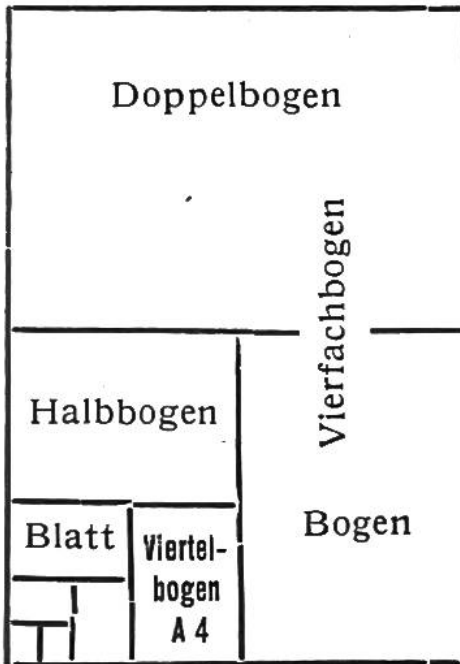 Doppelbogen
Vierfachbogen
Halbbogen
Bogen
Blatt
Viertel-
bogen
A 4